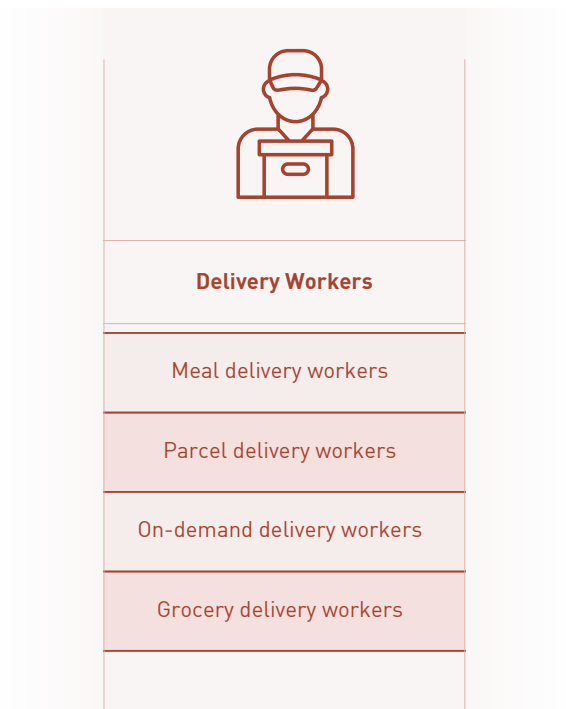 Delivery Workers
Meal delivery workers
Parcel delivery workers
On-demand delivery workers
Grocery delivery workers